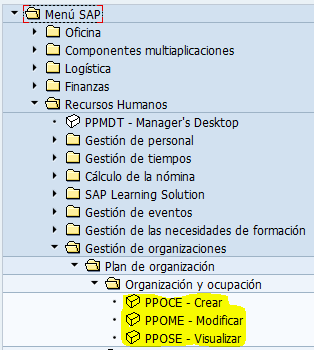 Menú SAP
Oficina
Componentes multiaplicaciones
Logística
Finanzas
Recursos Humanos
PPMDT - Manager's Desktop
Gestión de personal
Gestión de tiempos
Cálculo de la nómina
SAP Learning Solution
Gestión de eventos
Gestión de las necesidades de formación
Gestión de organizaciones
Plan de organización
Organización y ocupación
PPOCE - Crear
PPOME - Modificar
PPOSE - Visualizar